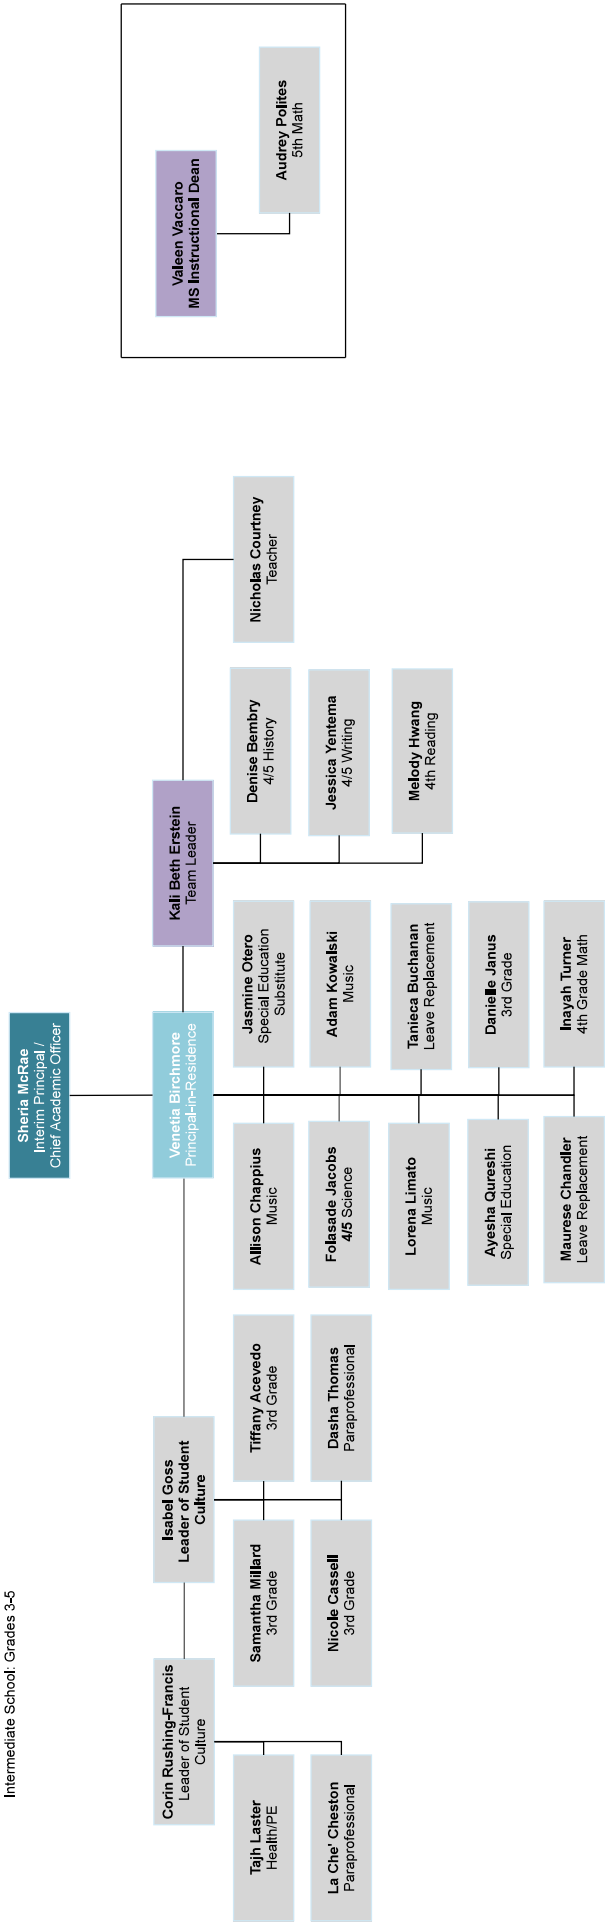 Intermediate School: Grades 3-5
Sheria McRae
Interim Principal /
Chief Academic Officer
Corin Rushing-Francis
Leader of Student
Culture
Isabel Goss
Leader of Student
Culture
Venetia Birchmore
Principal-in-Residence
Kali Beth Erstein
Team Leader
Tajh Laster
Health/PE
La Che' Cheston
Paraprofessional
Samantha Millard
3rd Grade
Tiffany Acevedo
3rd Grade
Nicole Cassell
3rd Grade
Dasha Thomas
Paraprofessional
Allison Chappius
Music
Jasmine Otero
Special Education
Substitute
Folasade Jacobs
4/5 Science
Adam Kowalski
Music
Lorena Limato
Music
Tanieca Buchanan
Leave Replacement
Ayesha Qureshi
Special Education
Danielle Janus
3rd Grade
Maurese Chandler
Leave Replacement
Inayah Turner
4th Grade Math
Denise Bembry
4/5 History
Jessica Yentema
4/5 Writing
Melody Hwang
4th Reading
Nicholas Courtney
Teacher
Valeen Vaccaro
MS Instructional Dean
Audrey Polites
5th Math